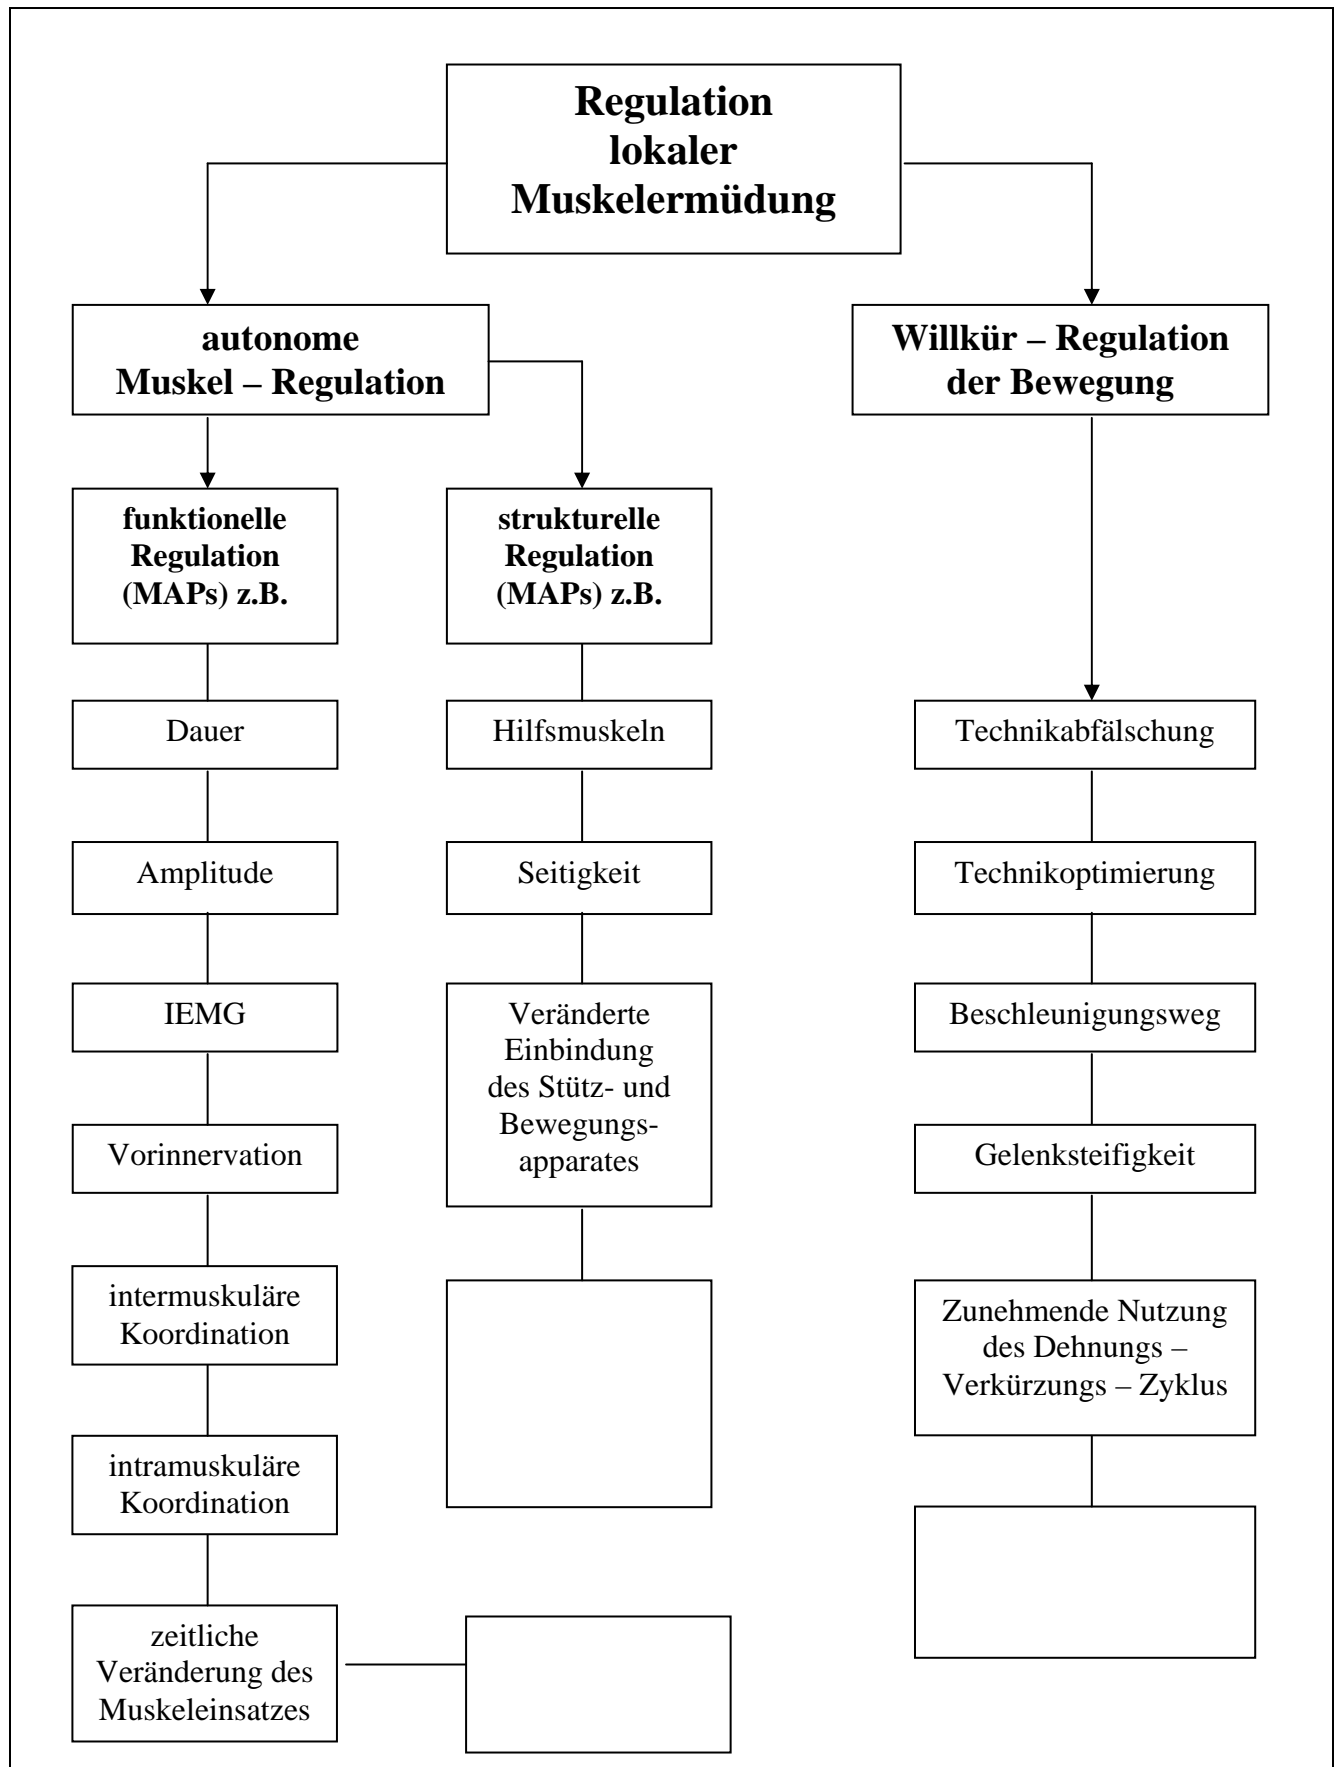 Regulation
lokaler
Muskelermüdung
autonome
Muskel – Regulation
Willkür – Regulation
der Bewegung
funktionelle
Regulation
(MAPs) z.B.
strukturelle
Regulation
(MAPs) z.B.
Dauer
Hilfsmuskeln
Technikabfälschung
Amplitude
Seitigkeit
Technikoptimierung
IEMG
Veränderte
Einbindung
des Stütz- und
Bewegungs-
apparates
Beschleunigungsweg
Vorinnervation
Gelenksteifigkeit
intermuskuläre
Koordination
Zunehmende Nutzung
des Dehnungs –
Verkürzungs – Zyklus
intramuskuläre
Koordination
zeitliche
Veränderung des
Muskeleinsatzes